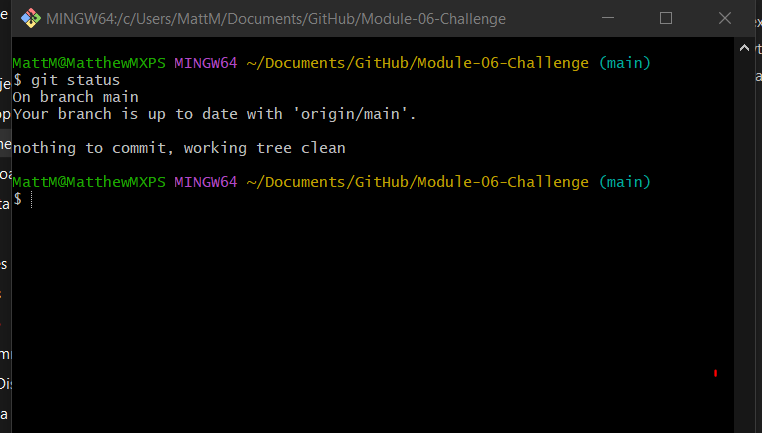 MINGW64:/c/Users/MattM/Documents/GitHub/Module-06-Challenge
MattM@MatthewMXPS MINGW64 ~/Documents/GitHub/Module-06-Challenge (main)
$ git status
On branch main
Your branch is up to date with 'origin/main'.
nothing to commit, working tree clean
MattM@MatthewMXPS MINGW64 ~/Documents/GitHub/Module-06-Challenge (main)
$